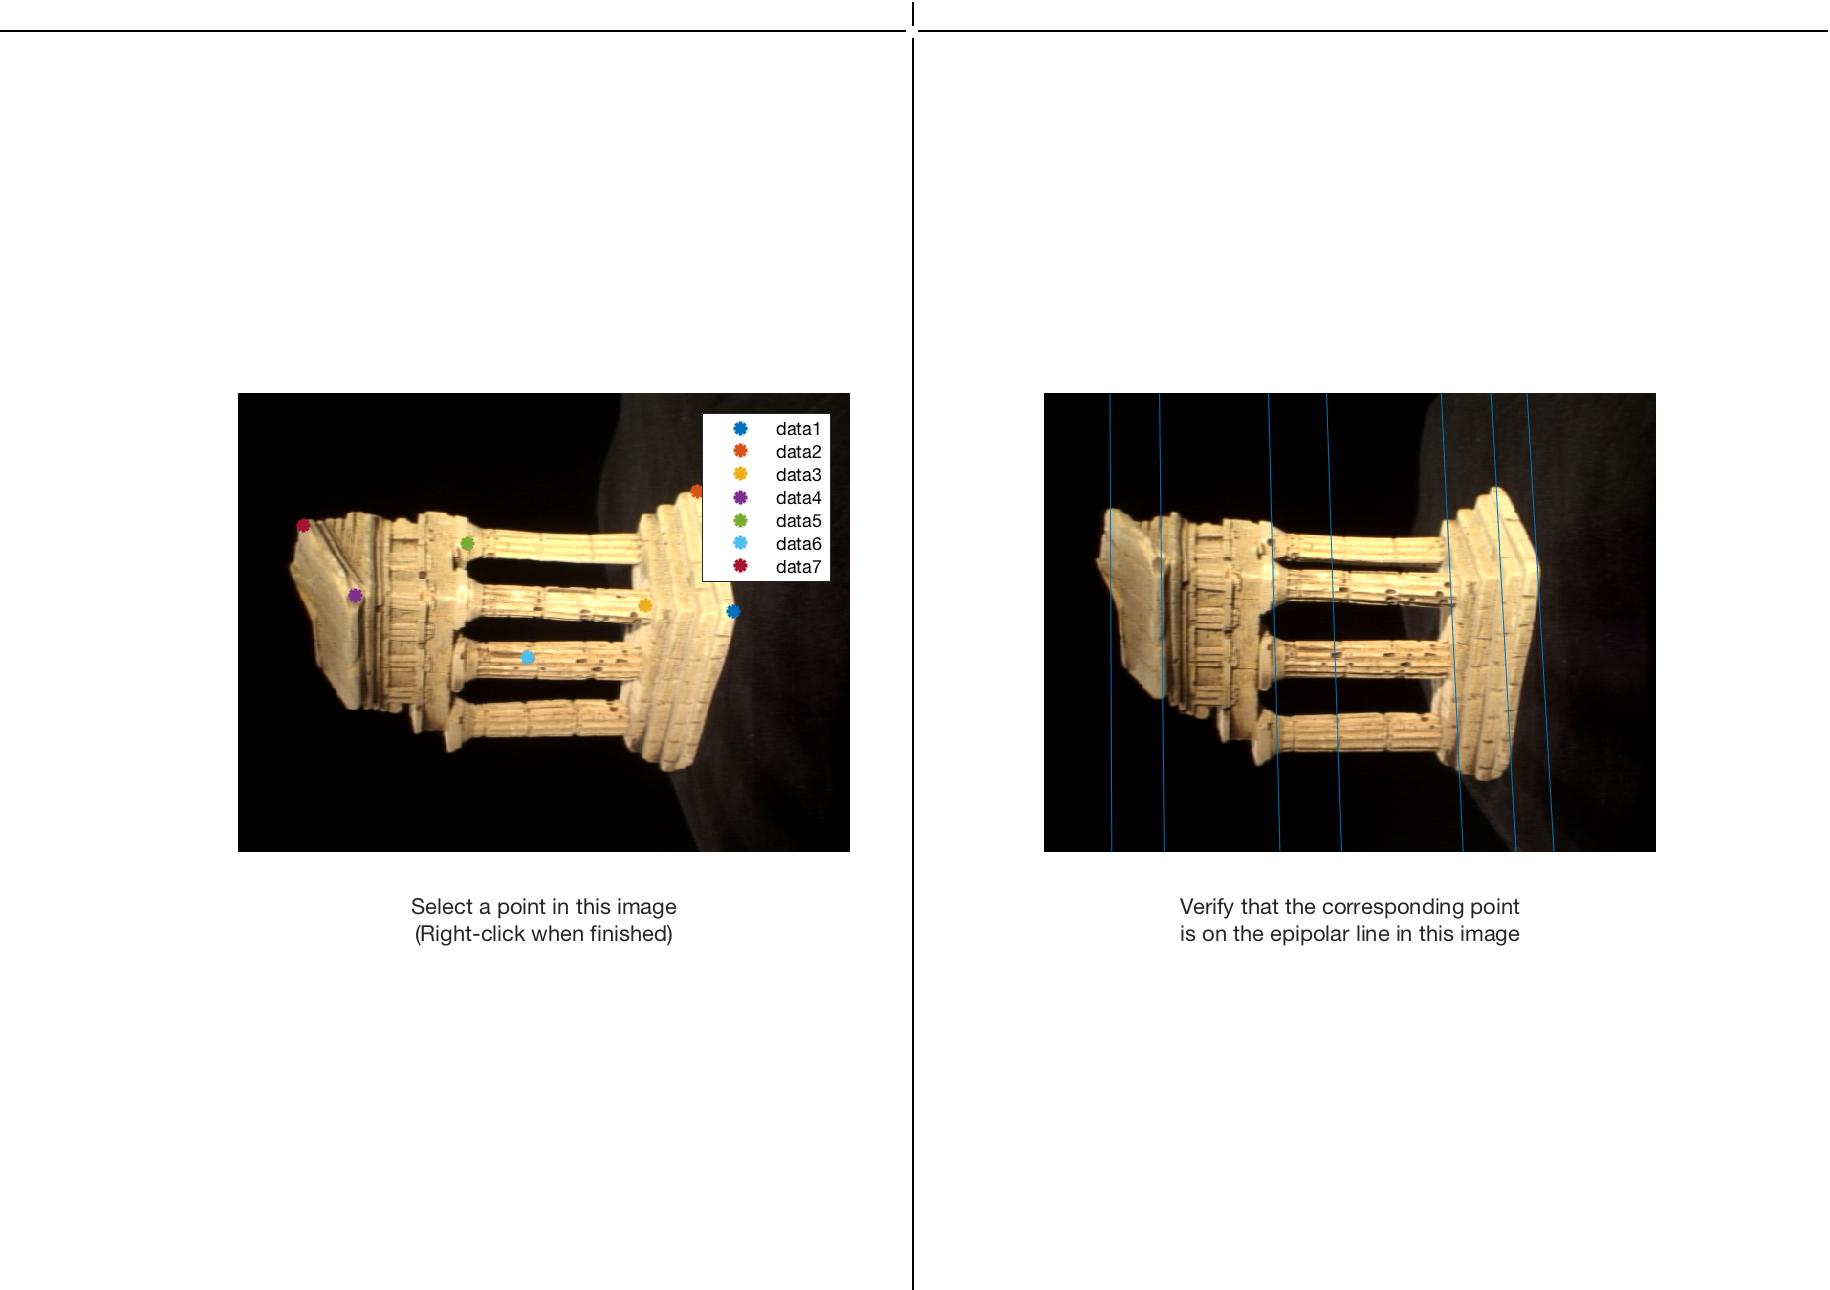 data1
data2
data3
data4
data5
data6
data7
Select a point in this image
(Right-click when finished)
Verify that the corresponding point
is on the epipolar line in this image